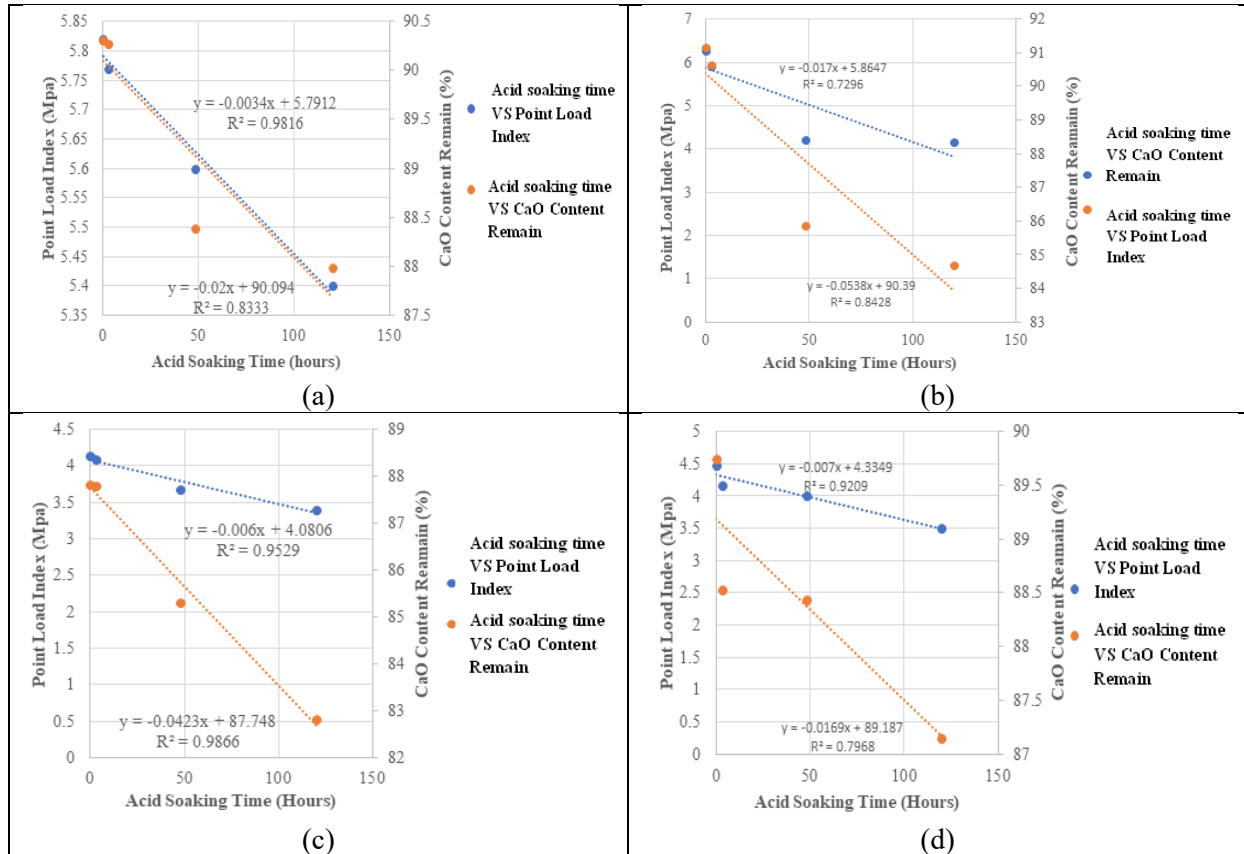 5.85
5.8
5.75
5.7
5.65
5.6
5.55
5.5
5.45
5.4
5.35
Point Load Index (Mpa)
90.5
90
89.5
89
88.5
88
87.5
CaO Content Remain (%)
y = -0.0034x + 5.7912
R² = 0.9816
y = -0.02x + 90.094
R² = 0.8333
0 50 100 150
Acid Soaking Time (hours)
Acid soaking time
VS Point Load
Index
Acid soaking time
VS CaO Content
Remain
(a)
7
6
5
4
3
2
1
0
Point Load Index (MPa)
92
91
90
89
88
87
86
85
84
83
CaO Content Remain (%)
y = -0.017x + 5.8647
R² = 0.7296
y = -0.0538x + 90.39
R² = 0.8428
0 50 100 150
Acid Soaking Time (Hours)
Acid soaking time
VS CaO Content
Remain
Acid soaking time
VS Point Load
Index
(b)
4.5
4
3.5
3
2.5
2
1.5
1
0.5
0
Point Load Index (MPa)
89
88
87
86
85
84
83
82
CaO Content Reamain (%)
y = -0.006x + 4.0806
R² = 0.9529
y = -0.0423x + 87.748
R² = 0.9866
0 50 100 150
Acid Soaking Time (Hours)
Acid soaking time
VS Point Load
Index
Acid soaking time
VS CaO Content
Remain
(c)
5
4.5
4
3.5
3
2.5
2
1.5
1
0.5
0
Point Load Index (MPa)
90
89.5
89
88.5
88
87.5
87
CaO Content Reamain (%)
y = -0.007x + 4.3349
R² = 0.9209
y = -0.0169x + 89.187
R² = 0.7968
0 50 100 150
Acid Soaking Time (Hours)
Acid soaking time
VS Point Load
Index
Acid soaking time
VS CaO Content
Remain
(d)